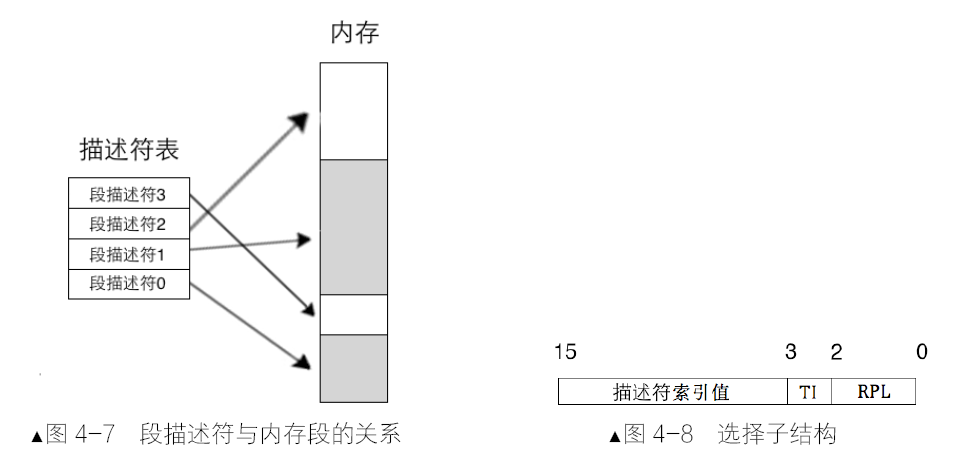 内存
描述符表
段描述符3
段描述符2
段描述符1
段描述符0
▲图 4-7 段描述符与内存段的关系
15 3 2 0
描述符索引值 TI RPL
▲图 4-8 选择子结构